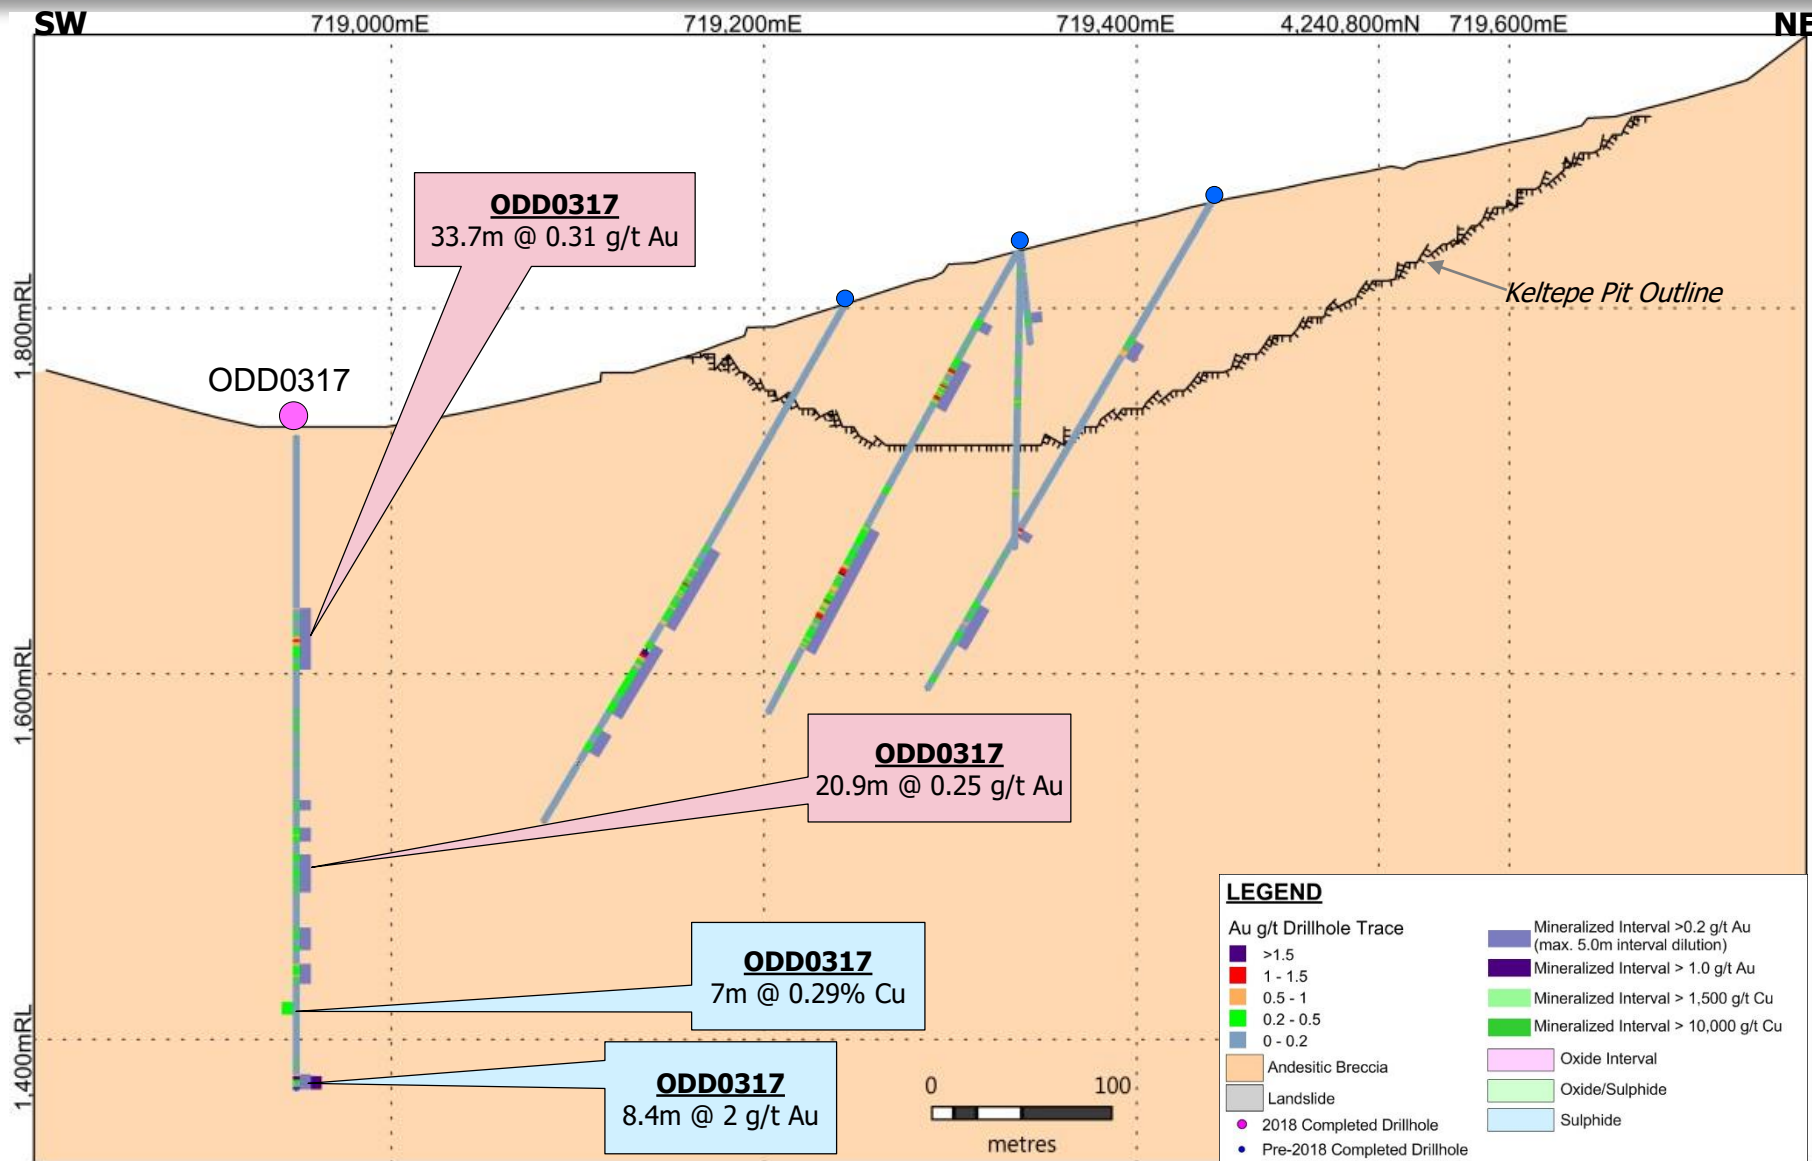 SW
719,000mE
719,200mE
719,400mE
4,240,800mN
719,600mE
NE
ODD0317
33.7m @ 0.31 g/t Au
1,800mRL
Keltepe Pit Outline
ODD0317
1,600mRL
ODD0317
20.9m @ 0.25 g/t Au
ODD0317
7m @ 0.29% Cu
1,400mRL
ODD0317
8.4m @ 2 g/t Au
0 100
metres
LEGEND
Au g/t Drillhole Trace
>1.5
1 - 1.5
0.5 - 1
0.2 - 0.5
0 - 0.2
Andesitic Breccia
Landslide
2018 Completed Drillhole
Pre-2018 Completed Drillhole
Mineralized Interval >0.2 g/t Au
(max. 5.0m interval dilution)
Mineralized Interval > 1.0 g/t Au
Mineralized Interval > 1,500 g/t Cu
Mineralized Interval > 10,000 g/t Cu
Oxide Interval
Oxide/Sulphide
Sulphide